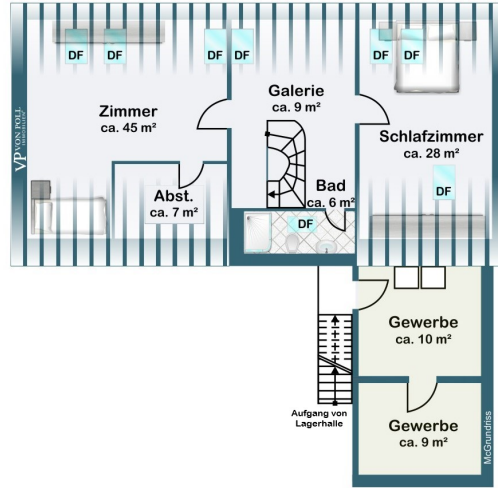 DF
DF
DF
DF
DF
DF
Galerie
ca. 9 m²
Zimmer
ca. 45 m²
Schlafzimmer
ca. 28 m²
VP VON POLL
IMMOBILIEN
DF
Abst.
ca. 7 m²
Bad
ca. 6 m²
DF
Gewerbe
ca. 10 m²
Aufgang von
Lagerhalle
Gewerbe
ca. 9 m²
McGrundriss